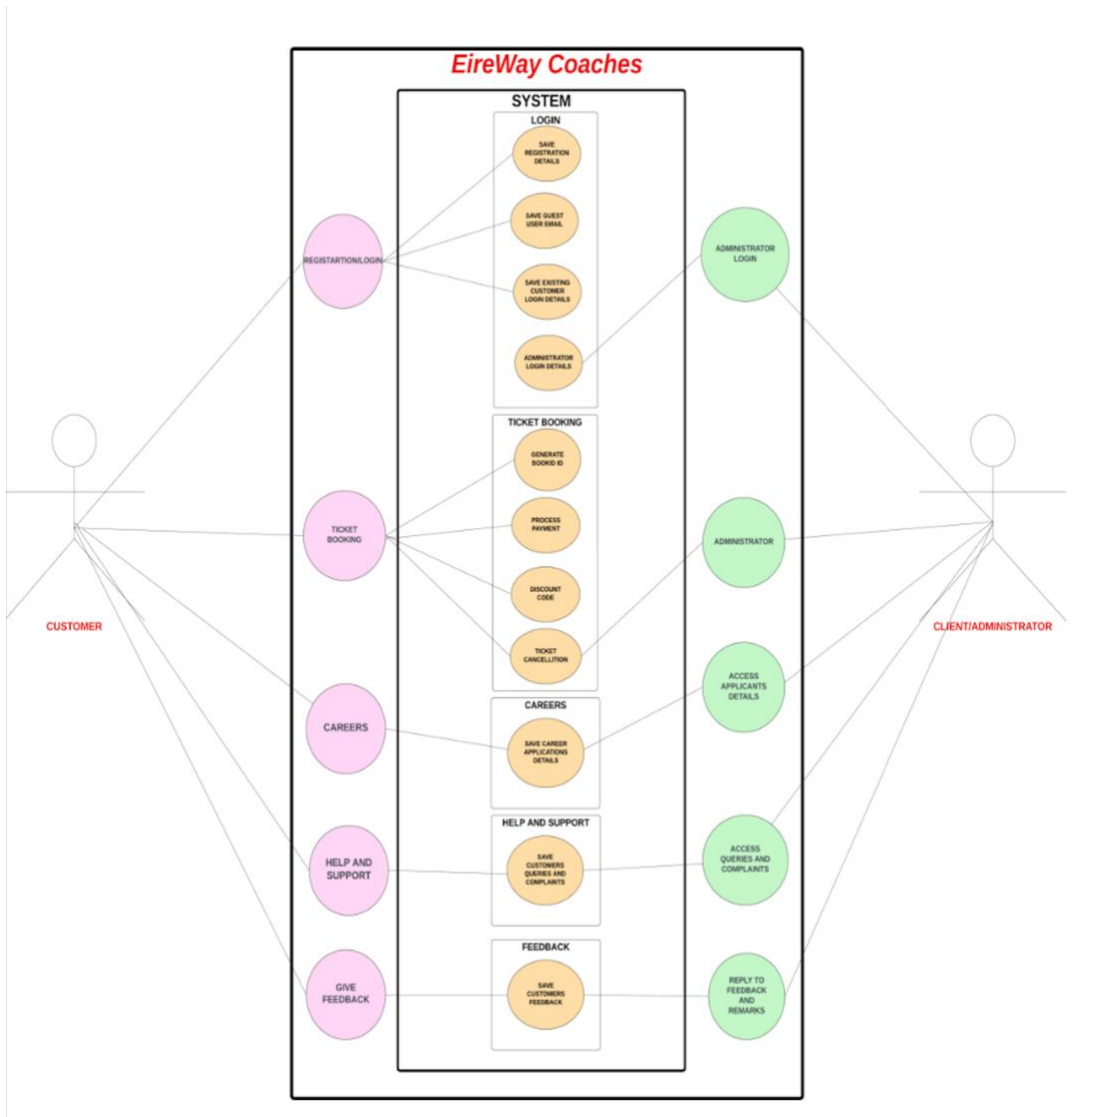 EireWay Coaches
SYSTEM
LOGIN
SAVE
REGISTRATION
DETAILS
SAVE GUEST
USER EMAIL
SAVE EXISTING
CUSTOMER
LOGIN DETAILS
ADMINISTRATOR
LOGIN DETAILS
REGISTARTION/LOGIN
ADMINISTRATOR
LOGIN
TICKET BOOKING
GENERATE
BOOKID ID
PROCESS
PAYMENT
DISCOUNT
CODE
TICKET
CANCELLITION
TICKET
BOOKING
ADMINISTRATOR
CUSTOMER
CLIENT/ADMINISTRATOR
CAREERS
CAREERS
SAVE CAREER
APPLICATIONS
DETAILS
ACCESS
APPLICANTS
DETAILS
HELP AND SUPPORT
HELP AND
SUPPORT
SAVE
CUSTOMERS
QUERIES AND
COMPLAINTS
ACCESS
QUERIES AND
COMPLAINTS
FEEDBACK
GIVE
FEEDBACK
SAVE
CUSTOMERS
FEEDBACK
REPLY TO
FEEDBACK
AND
REMARKS